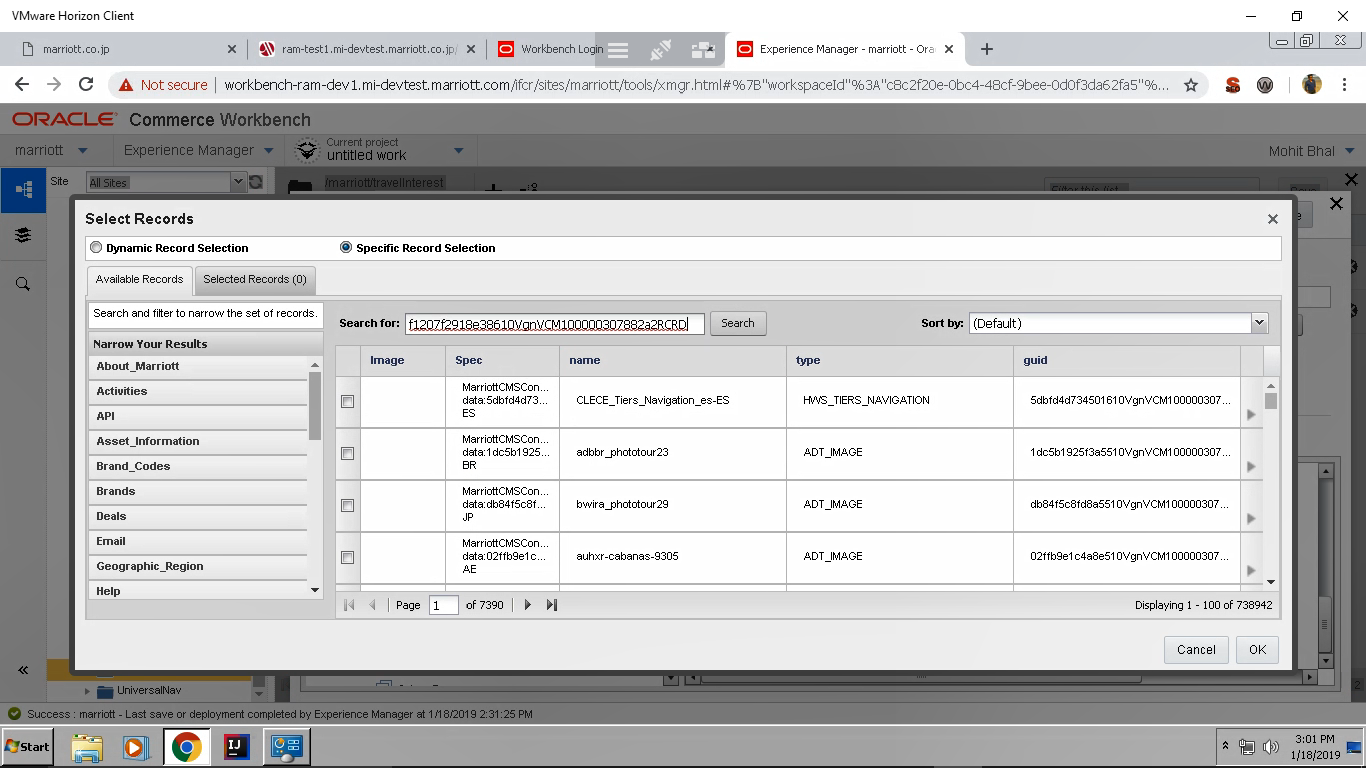 VMware Horizon Client
marriott.co.jp
ram-test1.mi-devtest.marriott.co.jp/
Workbench Login
Experience Manager - marriott - Ora
Not secure
workbench-ram-dev1.mi-devtest.marriott.com/ifcr/sites/marriott/tools/xmgr.html#%7B"workspaceId"%3A"c8c2f20e-0bc4-48cf-9bee-0d0f3da62fa5"%...
ORACLE Commerce Workbench
marriott
Experience Manager
Current project
untitled work
Mohit Bhal
Site
All Sites
/marriott/travelInterest
Filter this list
Select Records
Dynamic Record Selection
Specific Record Selection
Available Records
Selected Records (0)
Search and filter to narrow the set of records.
Search for:
f1207f2918e38610VgnVCM100000307882a2RCRD
Search
Sort by:
(Default)
Narrow Your Results
About_Marriott
Activities
API
Asset_Information
Brand_Codes
Brands
Deals
Email
Geographic_Region
Help
Image Spec name type guid
MarriottCMSCon...
data:5dbfd4d73...
ES
CLECE_Tiers_Navigation_es-ES
HWS_TIERS_NAVIGATION
5dbfd4d734501610VgnVCM100000307...
MarriottCMSCon...
data:1dc5b1925...
BR
adbbr_phototour23
ADT_IMAGE
1dc5b1925f3a5510VgnVCM100000307...
MarriottCMSCon...
data:db84f5c8f...
JP
bwira_phototour29
ADT_IMAGE
db84f5c8fd8a5510VgnVCM100000307...
MarriottCMSCon...
data:02ffb9e1c...
AE
auhxr-cabanas-9305
ADT_IMAGE
02ffb9e1c4a8e510VgnVCM100000307...
Page 1 of 7390
Displaying 1 - 100 of 738942
Cancel
OK
UniversalNav
Success : marriott - Last save or deployment completed by Experience Manager at 1/18/2019 2:31:25 PM
Start
3:01 PM
1/18/2019